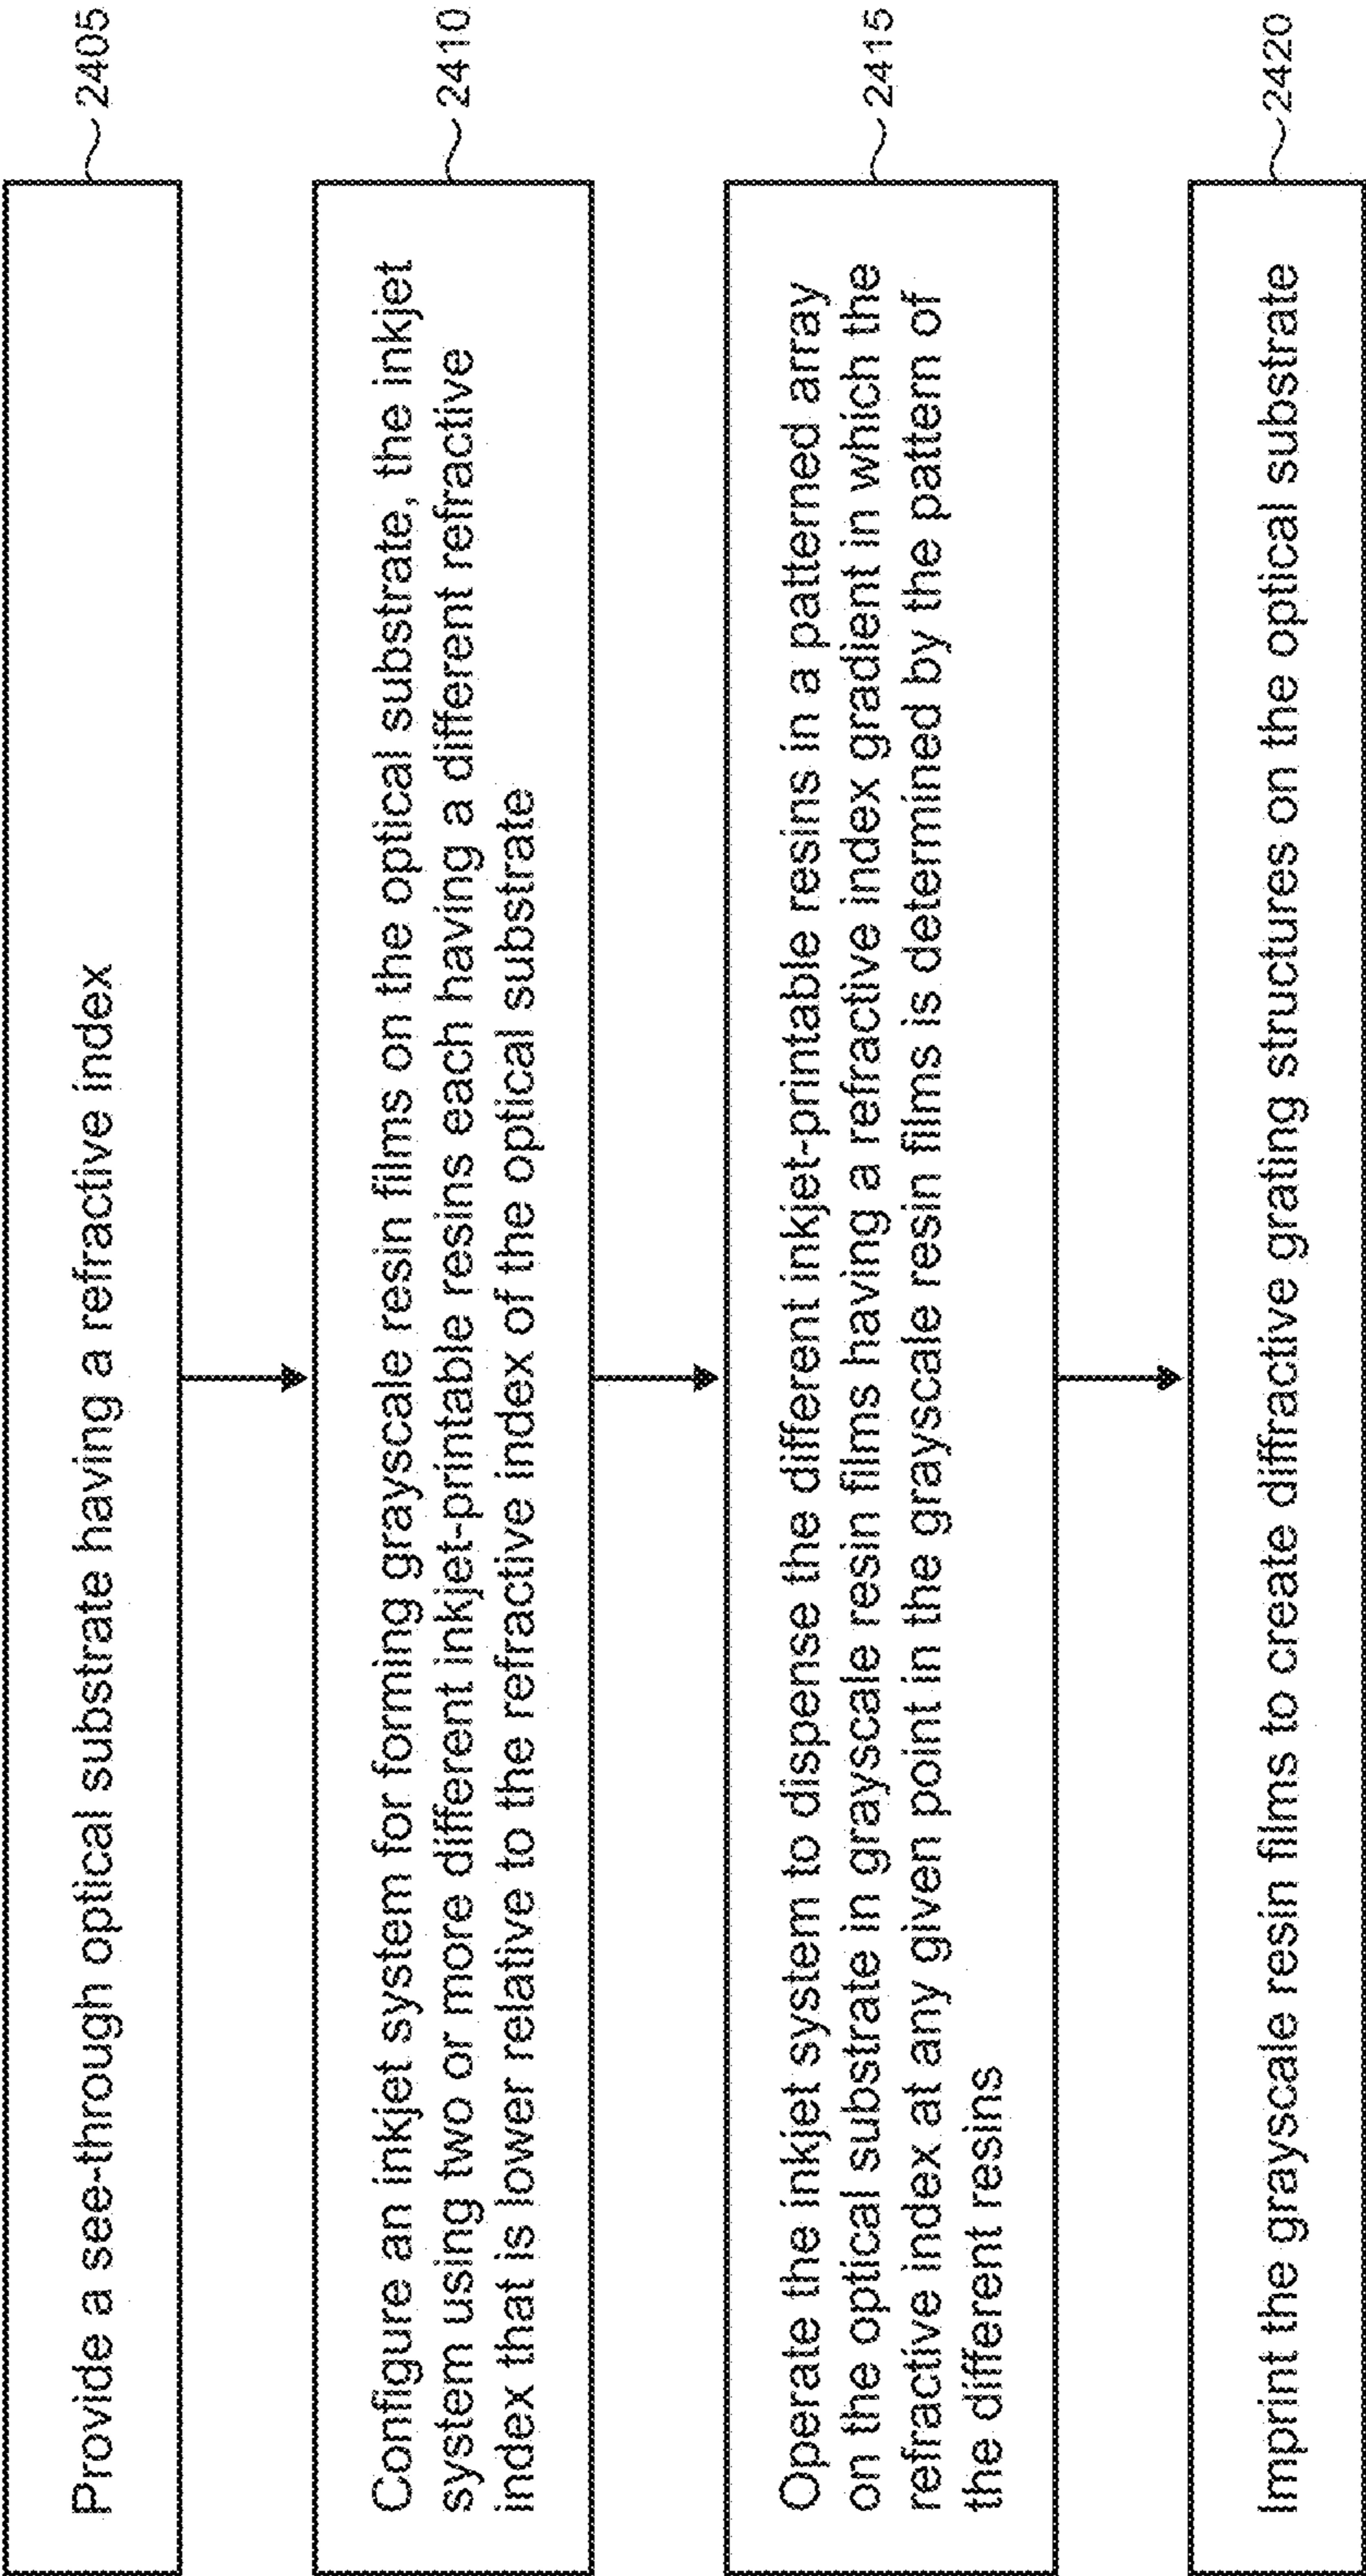 Provide a see-through optical substrate having a refractive index
2405
Configure an inkjet system for forming grayscale resin films on the optical substrate, the inkjet
system using two or more different inkjet-printable resins each having a different refractive
index that is lower relative to the refractive index of the optical substrate
2410
Operate the inkjet system to dispense the different inkjet-printable resins in a patterned array
on the optical substrate in grayscale resin films having a refractive index gradient in which the
refractive index at any given point in the grayscale resin films is determined by the pattern of
the different resins
2415
Imprint the grayscale resin films to create diffractive grating structures on the optical substrate
2420